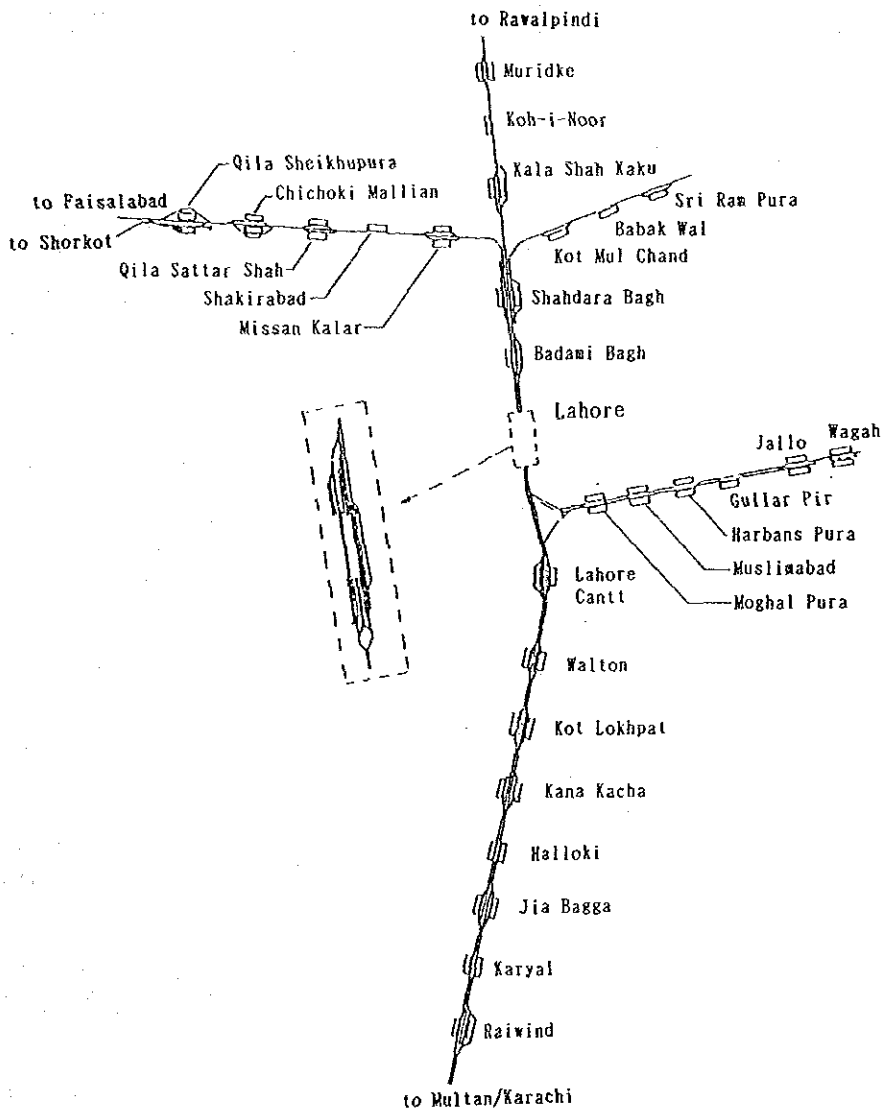 to Rawalpindi
Muridke
Koh-i-Noor
Qila Sheikhupura
Kala Shah Kaku
Chichoki Mallian
to Faisalabad
Sri Ram Pura
Babak Wal
to Shorkot
Kot Mul Chand
Qila Sattar Shah
Shakirabad
Shahdara Bagh
Missan Kalar
Badami Bagh
Lahore
Jallo
Wagah
Gullar Pir
Harbans Pura
Muslimabad
Lahore
Cantt
Moghal Pura
Walton
Kot Lokhpat
Kana Kacha
Halloki
Jia Bagga
Karyal
Raiwind
to Multan/Karachi